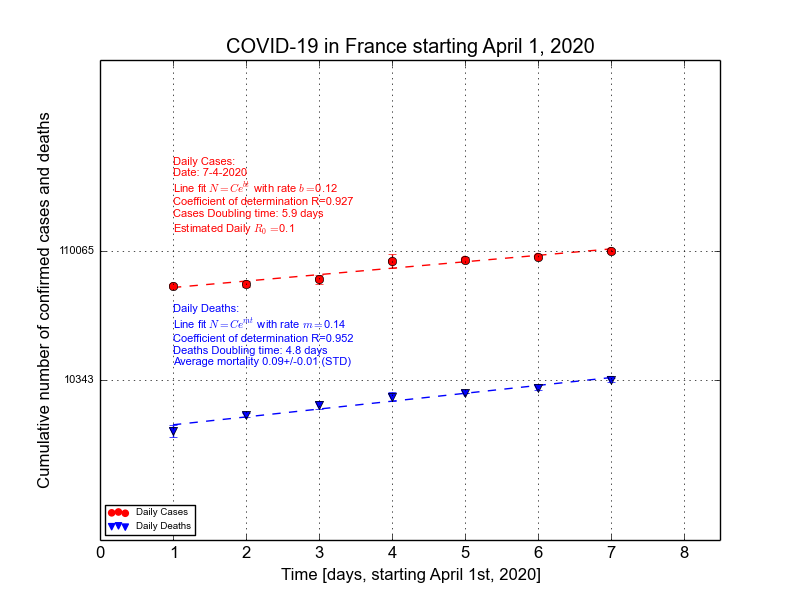 COVID-19 in France starting April 1, 2020
Cumulative number of confirmed cases and deaths
Daily Cases:
Date: 7-4-2020
Line fit N = Ce^{bt} with rate b = 0.12
Coefficient of determination R=0.927
Cases Doubling time: 5.9 days
Estimated Daily R₀ = 0.1
110065
Daily Deaths:
Line fit N = Ce^{mt} with rate m = 0.14
Coefficient of determination R=0.952
Deaths Doubling time: 4.8 days
Average mortality 0.09+/-0.01 (STD)
10343
Daily Cases
Daily Deaths
0 1 2 3 4 5 6 7 8
Time [days, starting April 1st, 2020]